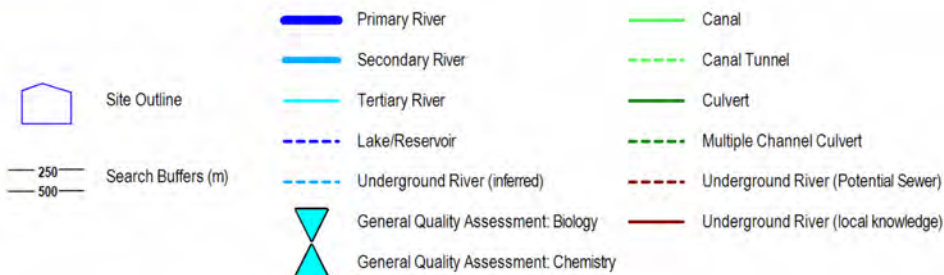 Primary River
Secondary River
Site Outline
Tertiary River
Lake/Reservoir
250
500
Search Buffers (m)
Underground River (inferred)
General Quality Assessment: Biology
General Quality Assessment: Chemistry
Canal
Canal Tunnel
Culvert
Multiple Channel Culvert
Underground River (Potential Sewer)
Underground River (local knowledge)